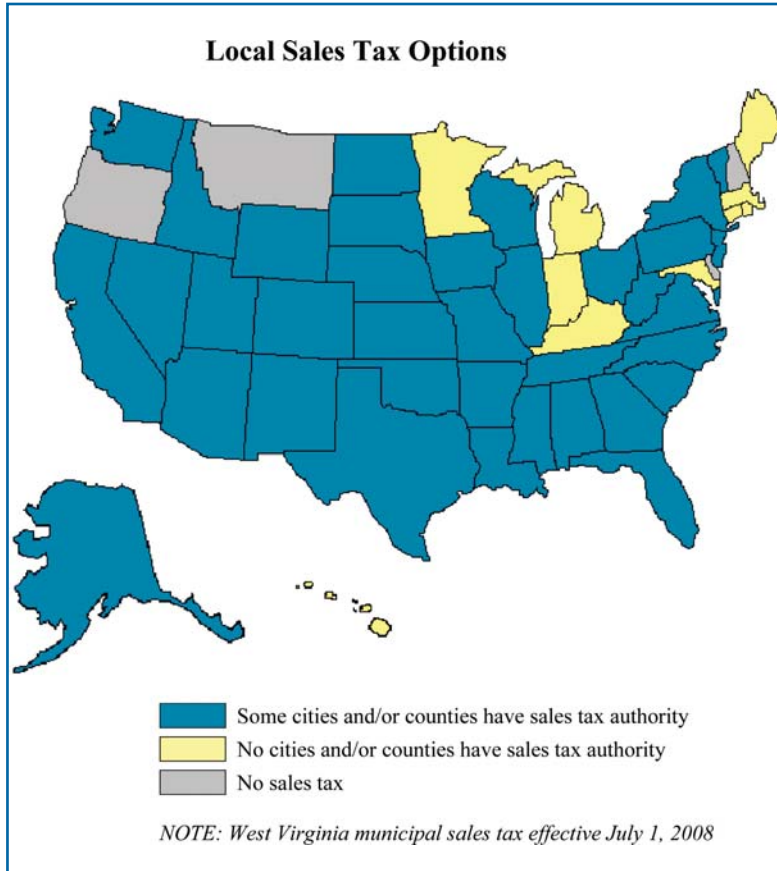 Local Sales Tax Options
Some cities and/or counties have sales tax authority
No cities and/or counties have sales tax authority
No sales tax
NOTE: West Virginia municipal sales tax effective July 1, 2008